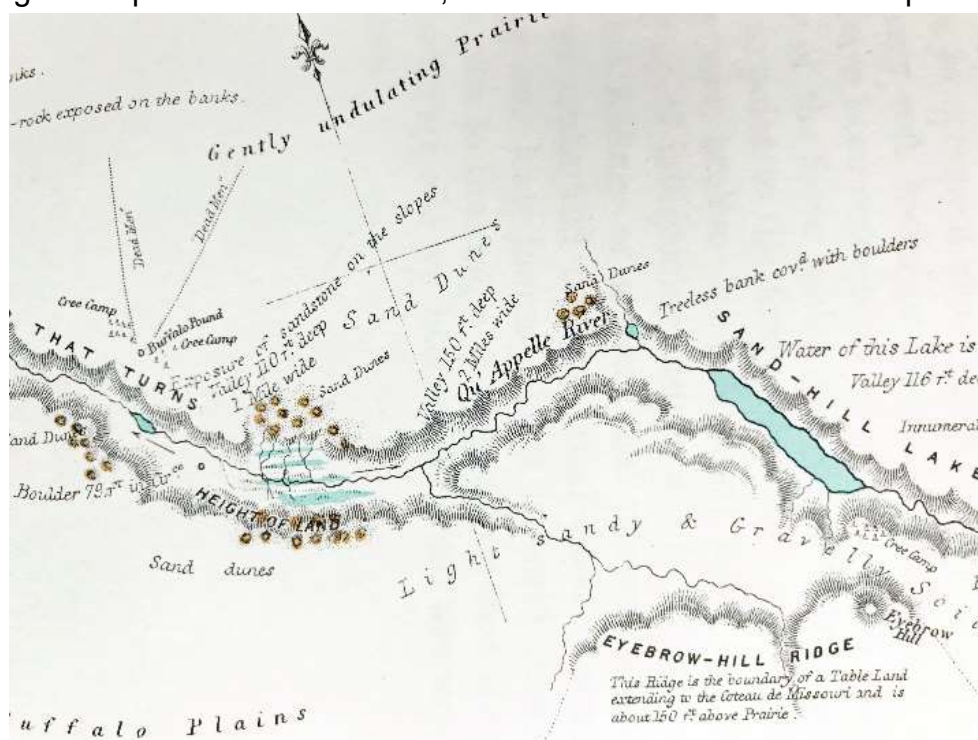 nks.
-rock exposed on the banks.
Gently undulating Prairie
"Dead Men"
"Dead Men"
Cree Camp
Buffalo Pound
Cree Camp
THAT TURNS
Exposure of sandstone on the slopes
Valley 110 ft. deep
1 Mile wide
Sand Dunes
Sand Dunes
Valley 150 ft. deep
2 Miles wide
Qu'Appelle River
Sand Dunes
Treeless bank cov.d with boulders
SAND-HILL LAKE
Water of this Lake is
Valley 116 ft. de
Innumera
and Dunes
Boulder 79 ft. in Circ.ce
HEIGHT OF LAND
Sand dunes
Light Sandy & Gravelly Soi
Cree Camp
Eyebrow
Hill
EYEBROW-HILL RIDGE
This Ridge is the boundary of a Table Land
extending to the Coteau de Missouri and is
about 150 ft. above Prairie.
uffalo Plains